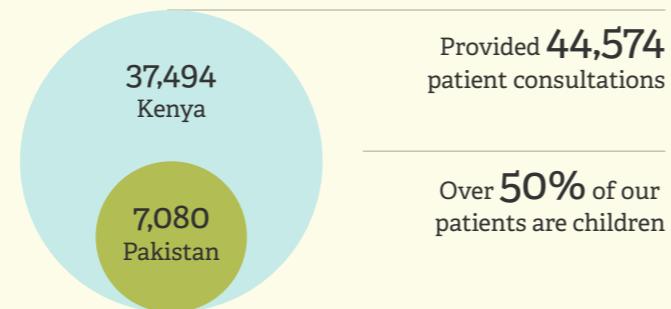 37,494
Kenya
7,080
Pakistan
Provided 44,574
patient consultations
Over 50% of our
patients are children